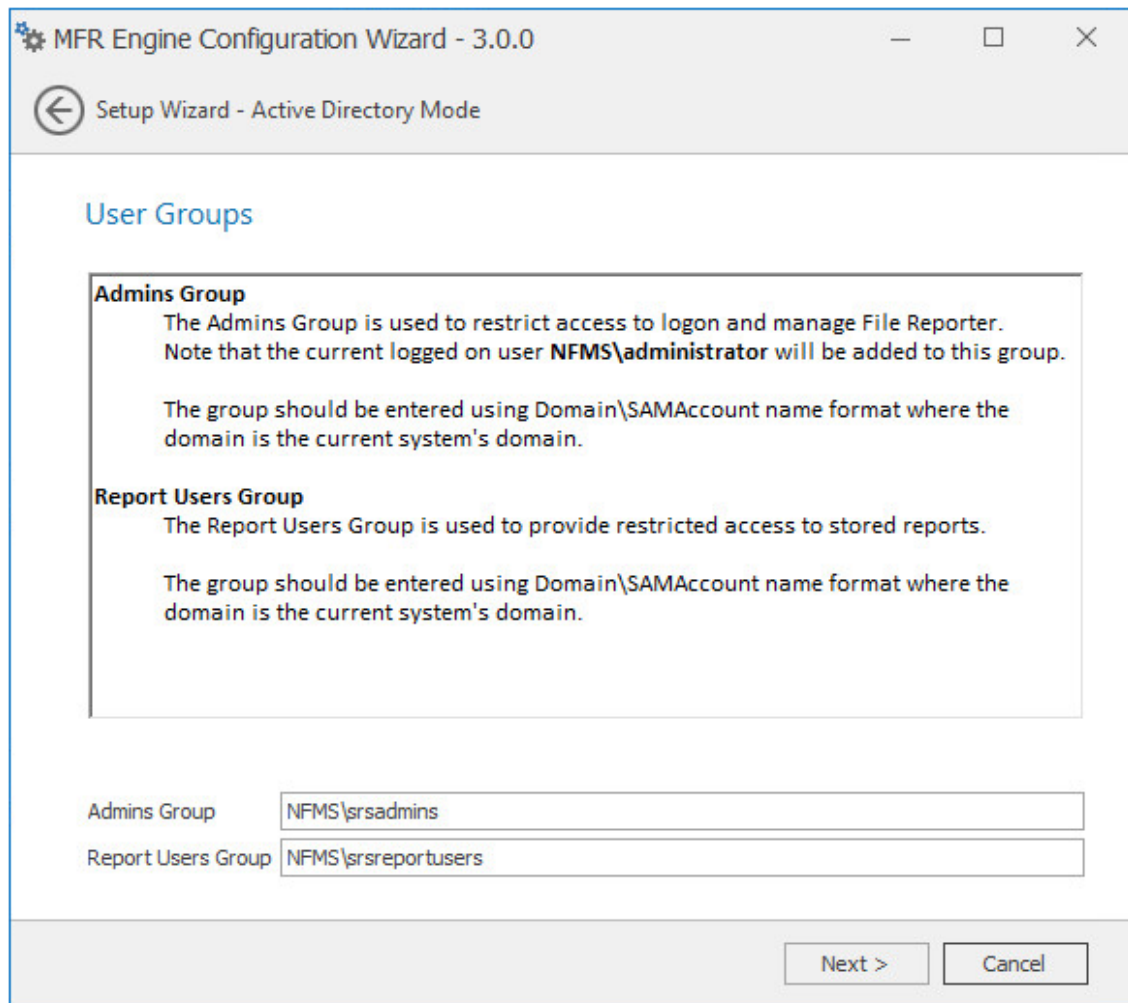 MFR Engine Configuration Wizard - 3.0.0
Setup Wizard - Active Directory Mode
User Groups
Admins Group
The Admins Group is used to restrict access to logon and manage File Reporter.
Note that the current logged on user NFMS\administrator will be added to this group.
The group should be entered using Domain\SAMAccount name format where the
domain is the current system's domain.
Report Users Group
The Report Users Group is used to provide restricted access to stored reports.
The group should be entered using Domain\SAMAccount name format where the
domain is the current system's domain.
Admins Group NFMS\srsadmins
Report Users Group NFMS\srsreportusers
Next > Cancel